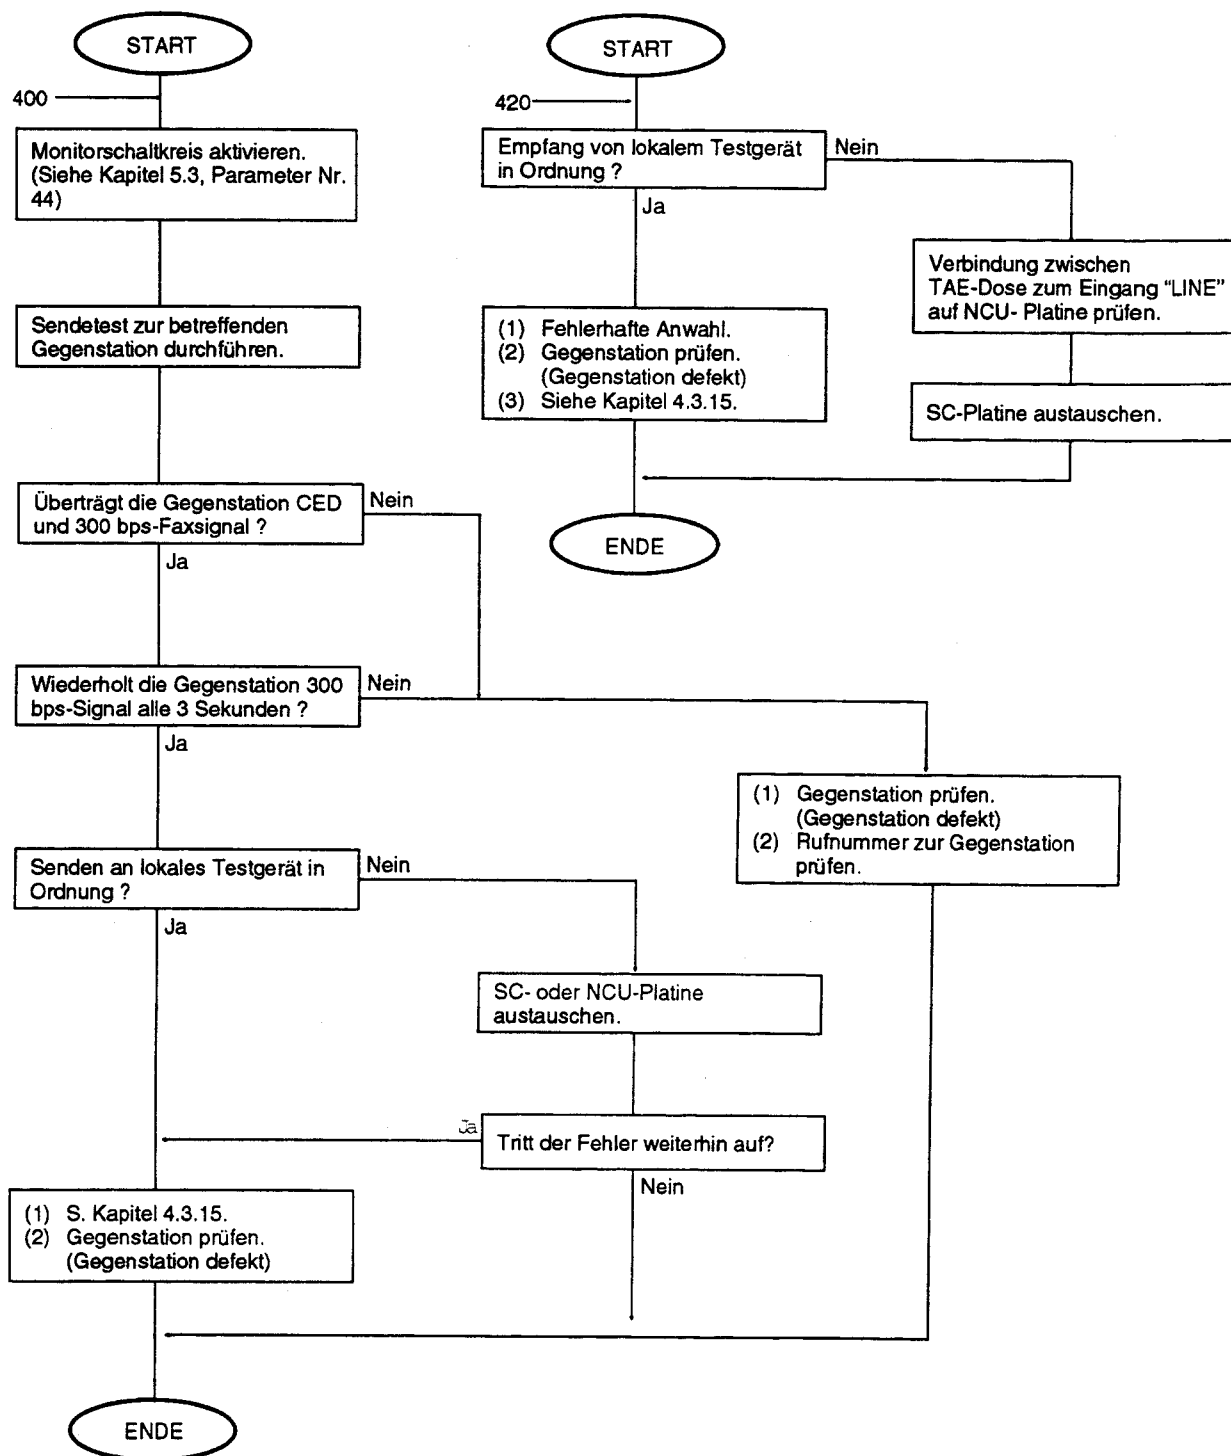 START
400
Monitorschaltkreis aktivieren.
(Siehe Kapitel 5.3, Parameter Nr.
44)
Sendetest zur betreffenden
Gegenstation durchführen.
Überträgt die Gegenstation CED
und 300 bps-Faxsignal ?
Nein
Ja
Wiederholt die Gegenstation 300
bps-Signal alle 3 Sekunden ?
Nein
Ja
(1) Gegenstation prüfen.
(Gegenstation defekt)
(2) Rufnummer zur Gegenstation
prüfen.
Senden an lokales Testgerät in
Ordnung ?
Nein
Ja
SC- oder NCU-Platine
austauschen.
Tritt der Fehler weiterhin auf?
Ja
Nein
(1) S. Kapitel 4.3.15.
(2) Gegenstation prüfen.
(Gegenstation defekt)
ENDE
START
420
Empfang von lokalem Testgerät
in Ordnung ?
Nein
Ja
Verbindung zwischen
TAE-Dose zum Eingang “LINE”
auf NCU- Platine prüfen.
SC-Platine austauschen.
(1) Fehlerhafte Anwahl.
(2) Gegenstation prüfen.
(Gegenstation defekt)
(3) Siehe Kapitel 4.3.15.
ENDE